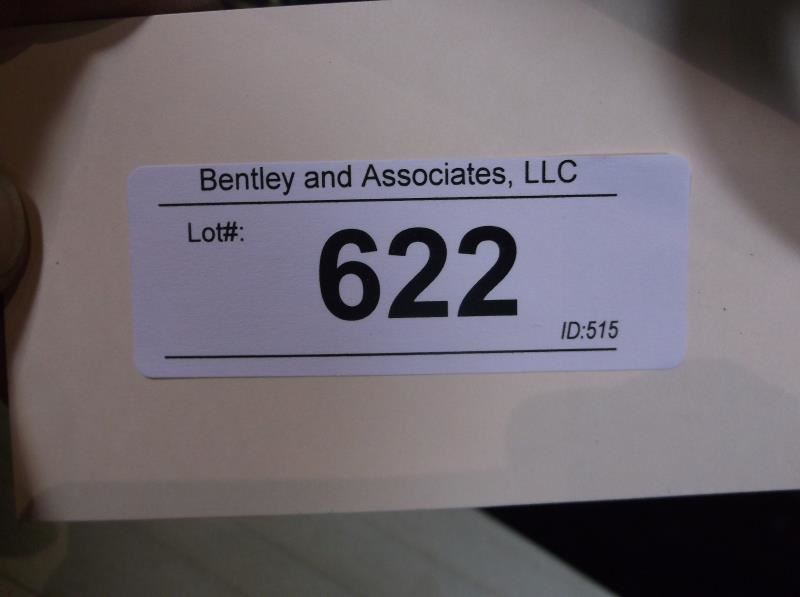 Bentley and Associates, LLC
Lot#:
622
ID:515